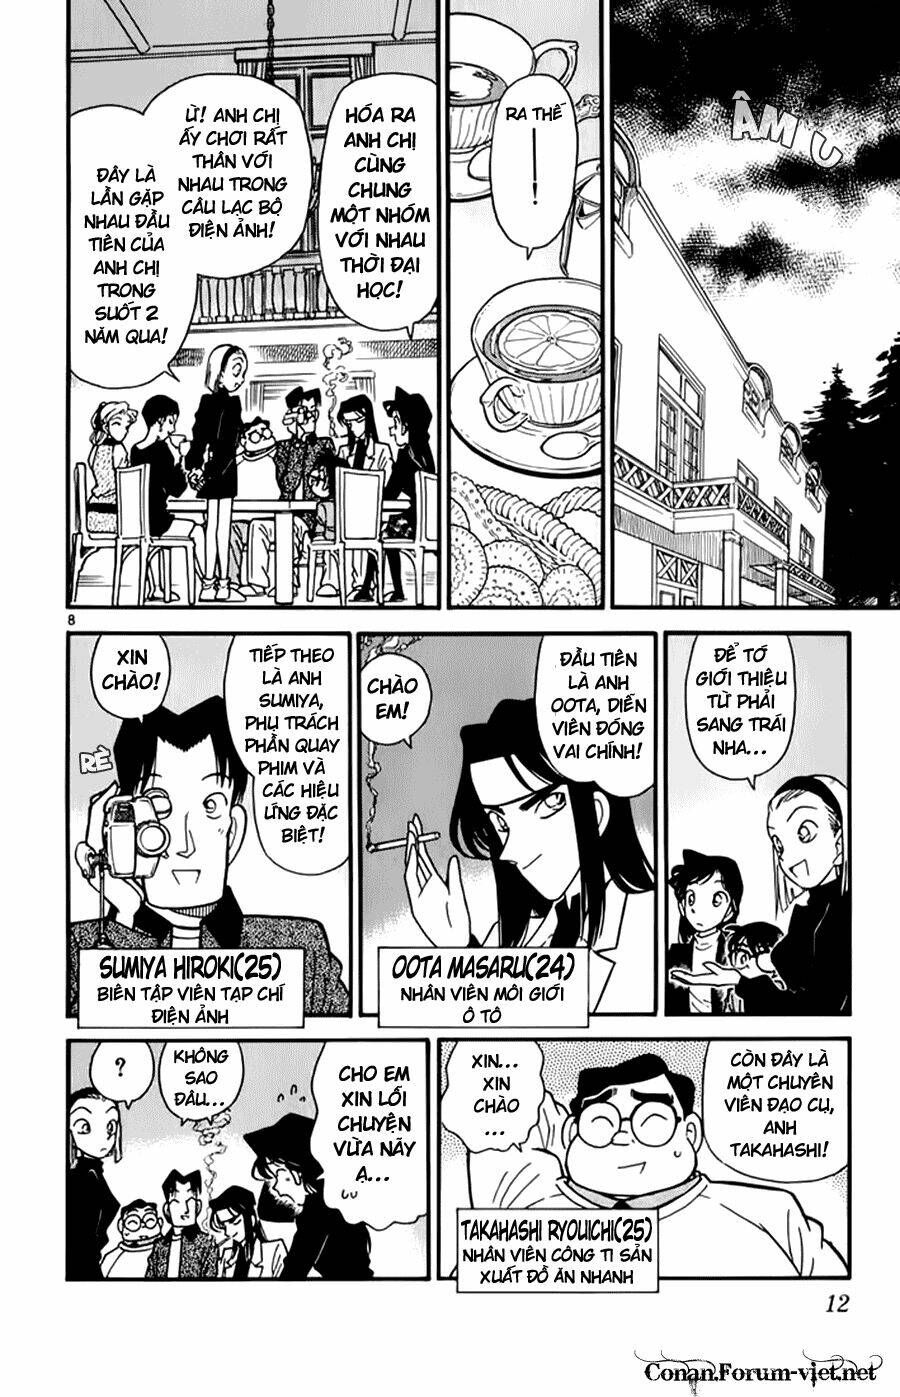 ÂM U
RA THẾ
!
HÓA RA
ANH CHỊ
CÙNG
CHUNG
MỘT NHÓM
VỚI NHAU
THỜI ĐẠI
HỌC!
Ừ! ANH CHỊ
ẤY CHƠI RẤT
THÂN VỚI
NHAU TRONG
CÂU LẠC BỘ
ĐIỆN ẢNH!
ĐÂY LÀ
LẦN GẶP
NHAU ĐẦU
TIÊN CỦA
ANH CHỊ
TRONG
SUỐT 2
NĂM QUA!
8
ĐỂ TỚ
GIỚI THIỆU
TỪ PHẢI
SANG TRÁI
NHA...
ĐẦU TIÊN
LÀ ANH
OOTA, DIỄN
VIÊN ĐÓNG
VAI CHÍNH!
CHÀO
EM!
OOTA MASARU(24)
NHÂN VIÊN MÔI GIỚI
Ô TÔ
TIẾP THEO
LÀ ANH
SUMIYA,
PHỤ TRÁCH
PHẦN QUAY
PHIM VÀ
CÁC HIỆU
ỨNG ĐẶC
BIỆT!
XIN
CHÀO!
RÈ
SUMIYA HIROKI(25)
BIÊN TẬP VIÊN TẠP CHÍ
ĐIỆN ẢNH
CÒN ĐÂY LÀ
MỘT CHUYÊN
VIÊN ĐẠO CỤ,
ANH
TAKAHASHI!
XIN...
XIN
CHÀO
...
TAKAHASHI RYOUICHI(25)
NHÂN VIÊN CÔNG TI SẢN
XUẤT ĐỒ ĂN NHANH
CHO EM
XIN LỖI
CHUYỆN
VỪA NÃY
Ạ...
KHÔNG
SAO
ĐÂU...
?
12
Conan.Forum-viet.net